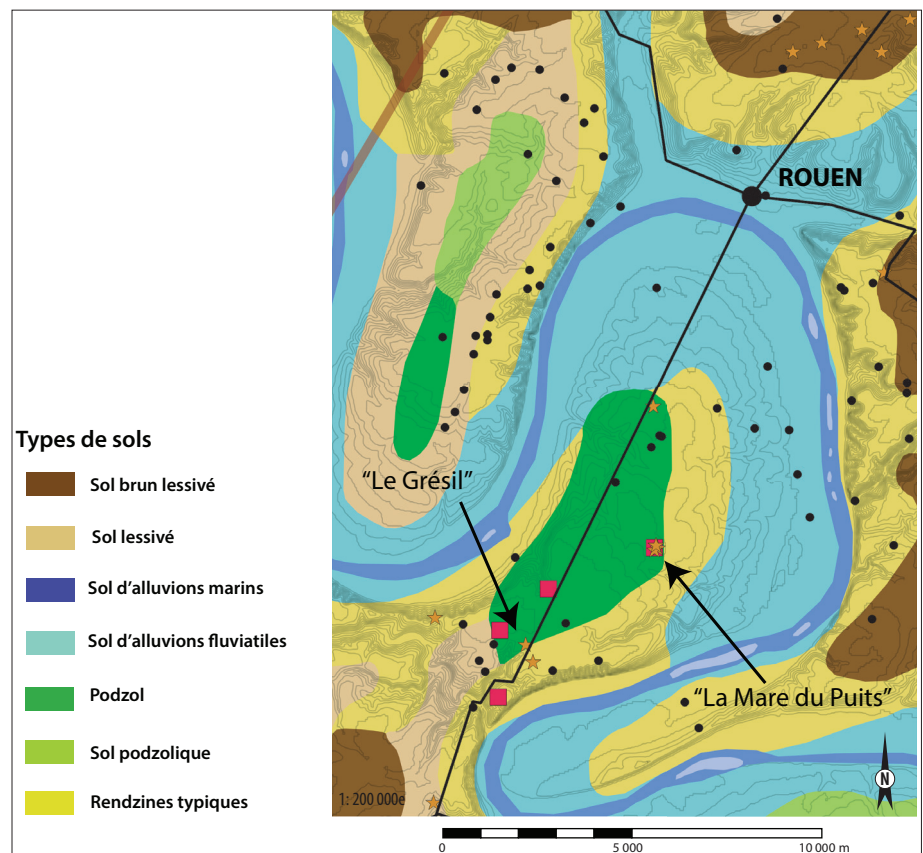 ROUEN
Types de sols
Sol brun lessivé
Sol lessivé
Sol d'alluvions marins
Sol d'alluvions fluviatiles
Podzol
Sol podzolique
Rendzines typiques
"Le Grésil"
"La Mare du Puits"
N
1: 200 000e
0 5 000 10 000 m